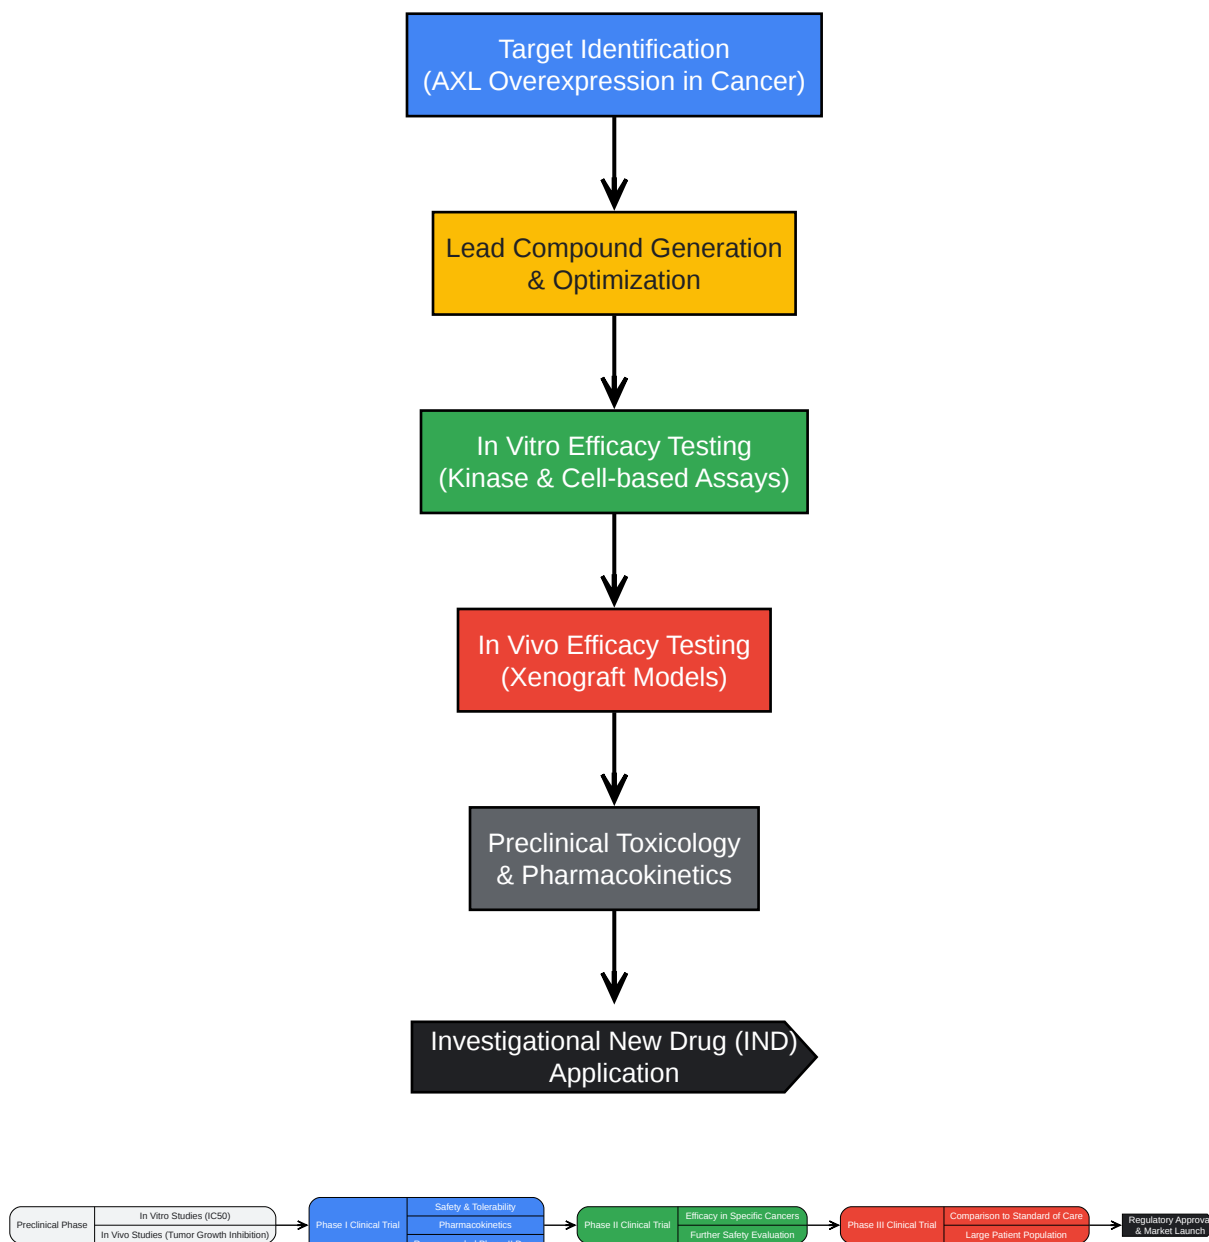 Target Identification
(AXL Overexpression in Cancer)
Lead Compound Generation
& Optimization
In Vitro Efficacy Testing
(Kinase & Cell-based Assays)
In Vivo Efficacy Testing
(Xenograft Models)
Preclinical Toxicology
& Pharmacokinetics
Investigational New Drug (IND)
Application
Preclinical Phase
In Vitro Studies (IC50)
In Vivo Studies (Tumor Growth Inhibition)
Phase I Clinical Trial
Safety & Tolerability
Pharmacokinetics
Phase II Clinical Trial
Efficacy in Specific Cancers
Further Safety Evaluation
Phase III Clinical Trial
Comparison to Standard of Care
Large Patient Population
Regulatory Approva
& Market Launch